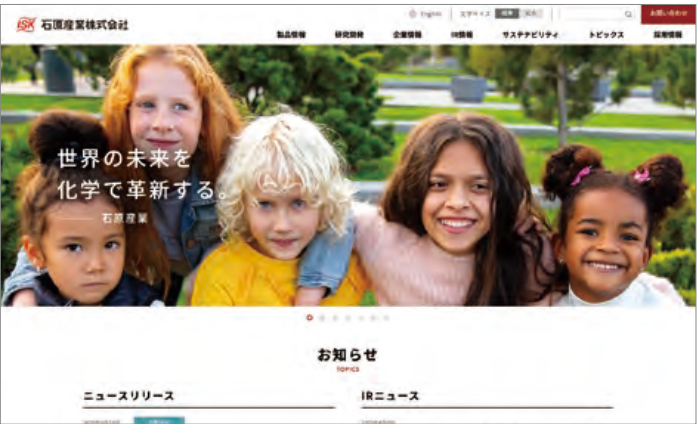 ISK 石原産業株式会社
English 文字サイズ 標準 拡大 お問い合わせ
製品情報 研究開発 企業情報 IR情報 サステナビリティ トピックス 採用情報
世界の未来を
化学で革新する。
石原産業
お知らせ
TOPICS
ニュースリリース IRニュース